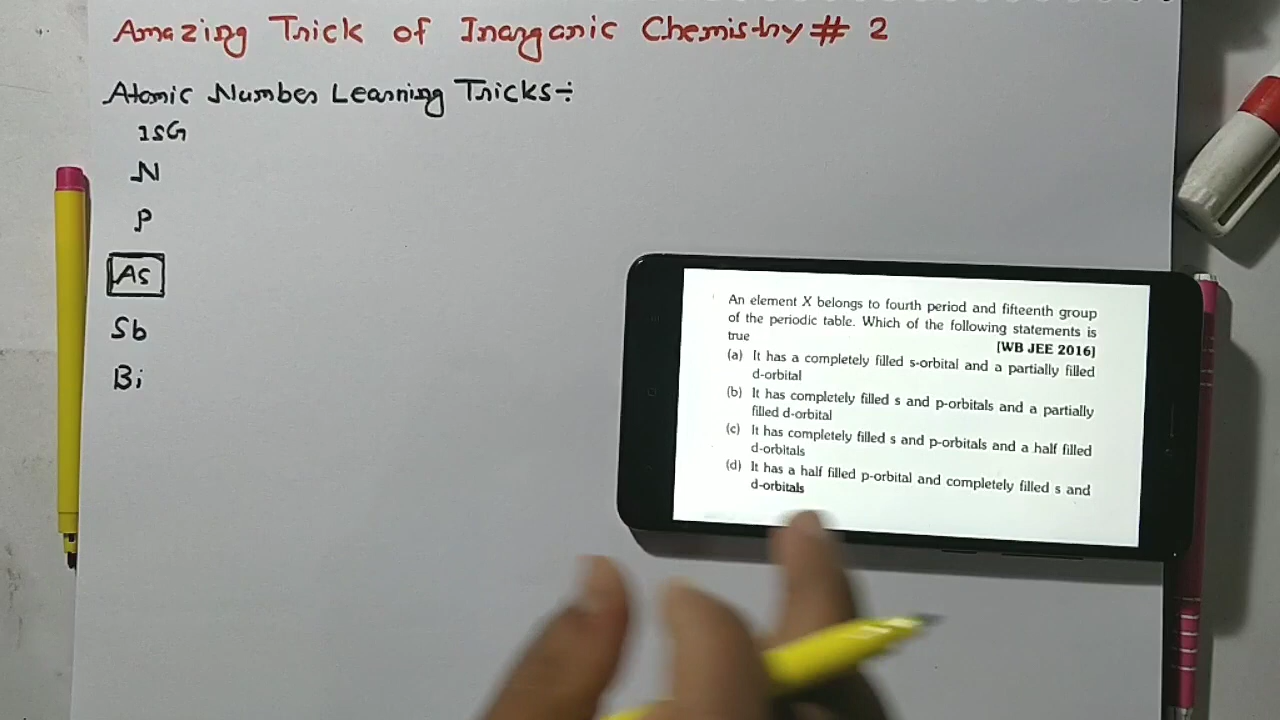 Amazing Trick of Inorganic Chemistry # 2
Atomic Number Learning Tricks÷
15G
N
P
As
Sb
Bi
An element X belongs to fourth period and fifteenth group
of the periodic table. Which of the following statements is
true [WB JEE 2016]
(a) It has a completely filled s-orbital and a partially filled
d-orbital
(b) It has completely filled s and p-orbitals and a partially
filled d-orbital
(c) It has completely filled s and p-orbitals and a half filled
d-orbitals
(d) It has a half filled p-orbital and completely filled s and
d-orbitals